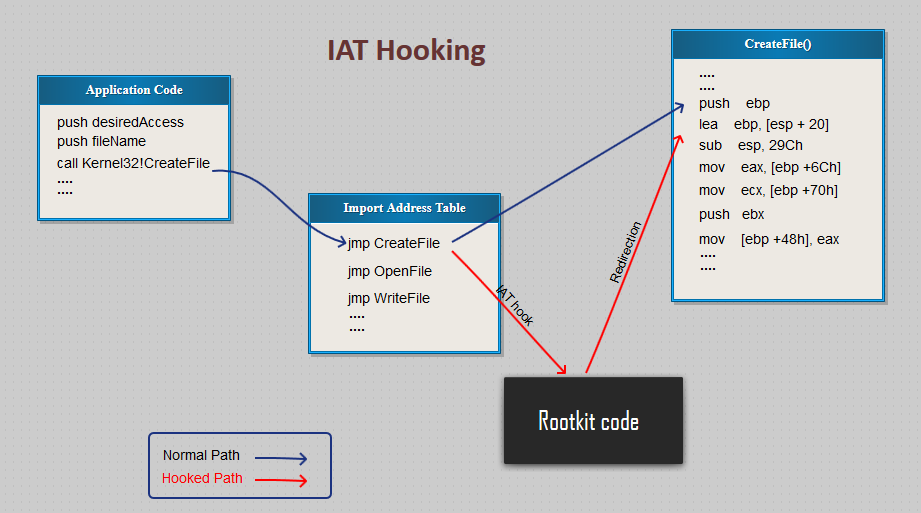 IAT Hooking
Application Code
push desiredAccess
push fileName
call Kernel32!CreateFile
....
....
Import Address Table
jmp CreateFile
jmp OpenFile
jmp WriteFile
....
....
CreateFile()
....
....
push ebp
lea ebp, [esp + 20]
sub esp, 29Ch
mov eax, [ebp +6Ch]
mov ecx, [ebp +70h]
push ebx
mov [ebp +48h], eax
....
....
IAT hook
Redirection
Rootkit code
Normal Path
Hooked Path